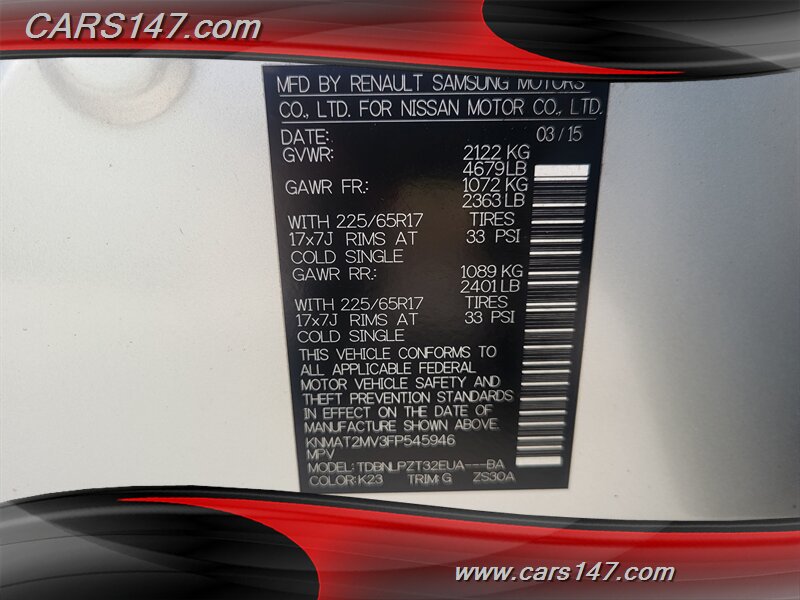 CARS147.com
MFD BY RENAULT SAMSUNG MOTORS
CO., LTD. FOR NISSAN MOTOR CO., LTD.
DATE: 03/15
GVWR: 2122 KG
4679 LB
GAWR FR.: 1072 KG
2363 LB
WITH 225/65R17 TIRES
17x7J RIMS AT 33 PSI
COLD SINGLE
GAWR RR.: 1089 KG
2401 LB
WITH 225/65R17 TIRES
17x7J RIMS AT 33 PSI
COLD SINGLE
THIS VEHICLE CONFORMS TO
ALL APPLICABLE FEDERAL
MOTOR VEHICLE SAFETY AND
THEFT PREVENTION STANDARDS
IN EFFECT ON THE DATE OF
MANUFACTURE SHOWN ABOVE.
KNMAT2MV3FP545946
MPV
MODEL: TDBNLPZT32EUA---BA
COLOR: K23 TRIM: G ZS30A
www.cars147.com